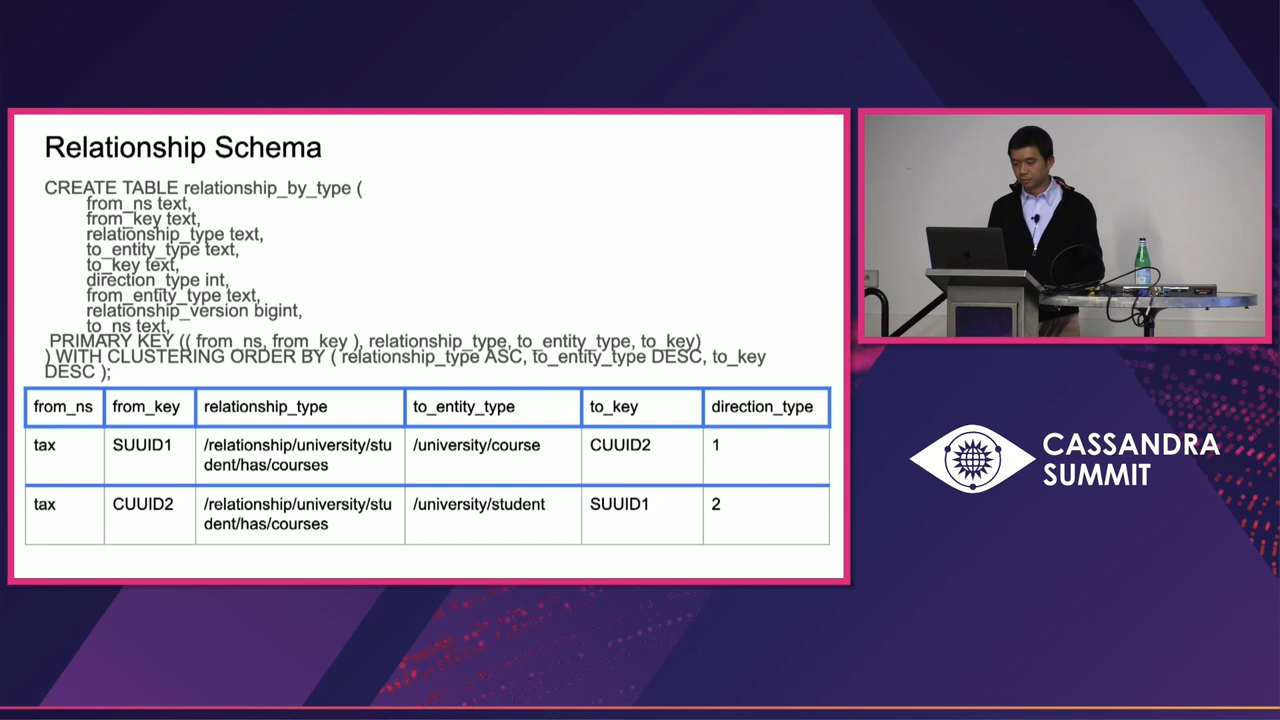 Relationship Schema
CREATE TABLE relationship_by_type (
from_ns text,
from_key text,
relationship_type text,
to_entity_type text,
to_key text,
direction_type int,
from_entity_type text,
relationship_version bigint,
to_ns text,
PRIMARY KEY (( from_ns, from_key ), relationship_type, to_entity_type, to_key)
) WITH CLUSTERING ORDER BY ( relationship_type ASC, to_entity_type DESC, to_key
DESC );
from_ns from_key relationship_type to_entity_type to_key direction_type
tax SUUID1 /relationship/university/stu /university/course CUUID2 1
dent/has/courses
tax CUUID2 /relationship/university/stu /university/student SUUID1 2
dent/has/courses
CASSANDRA
SUMMIT